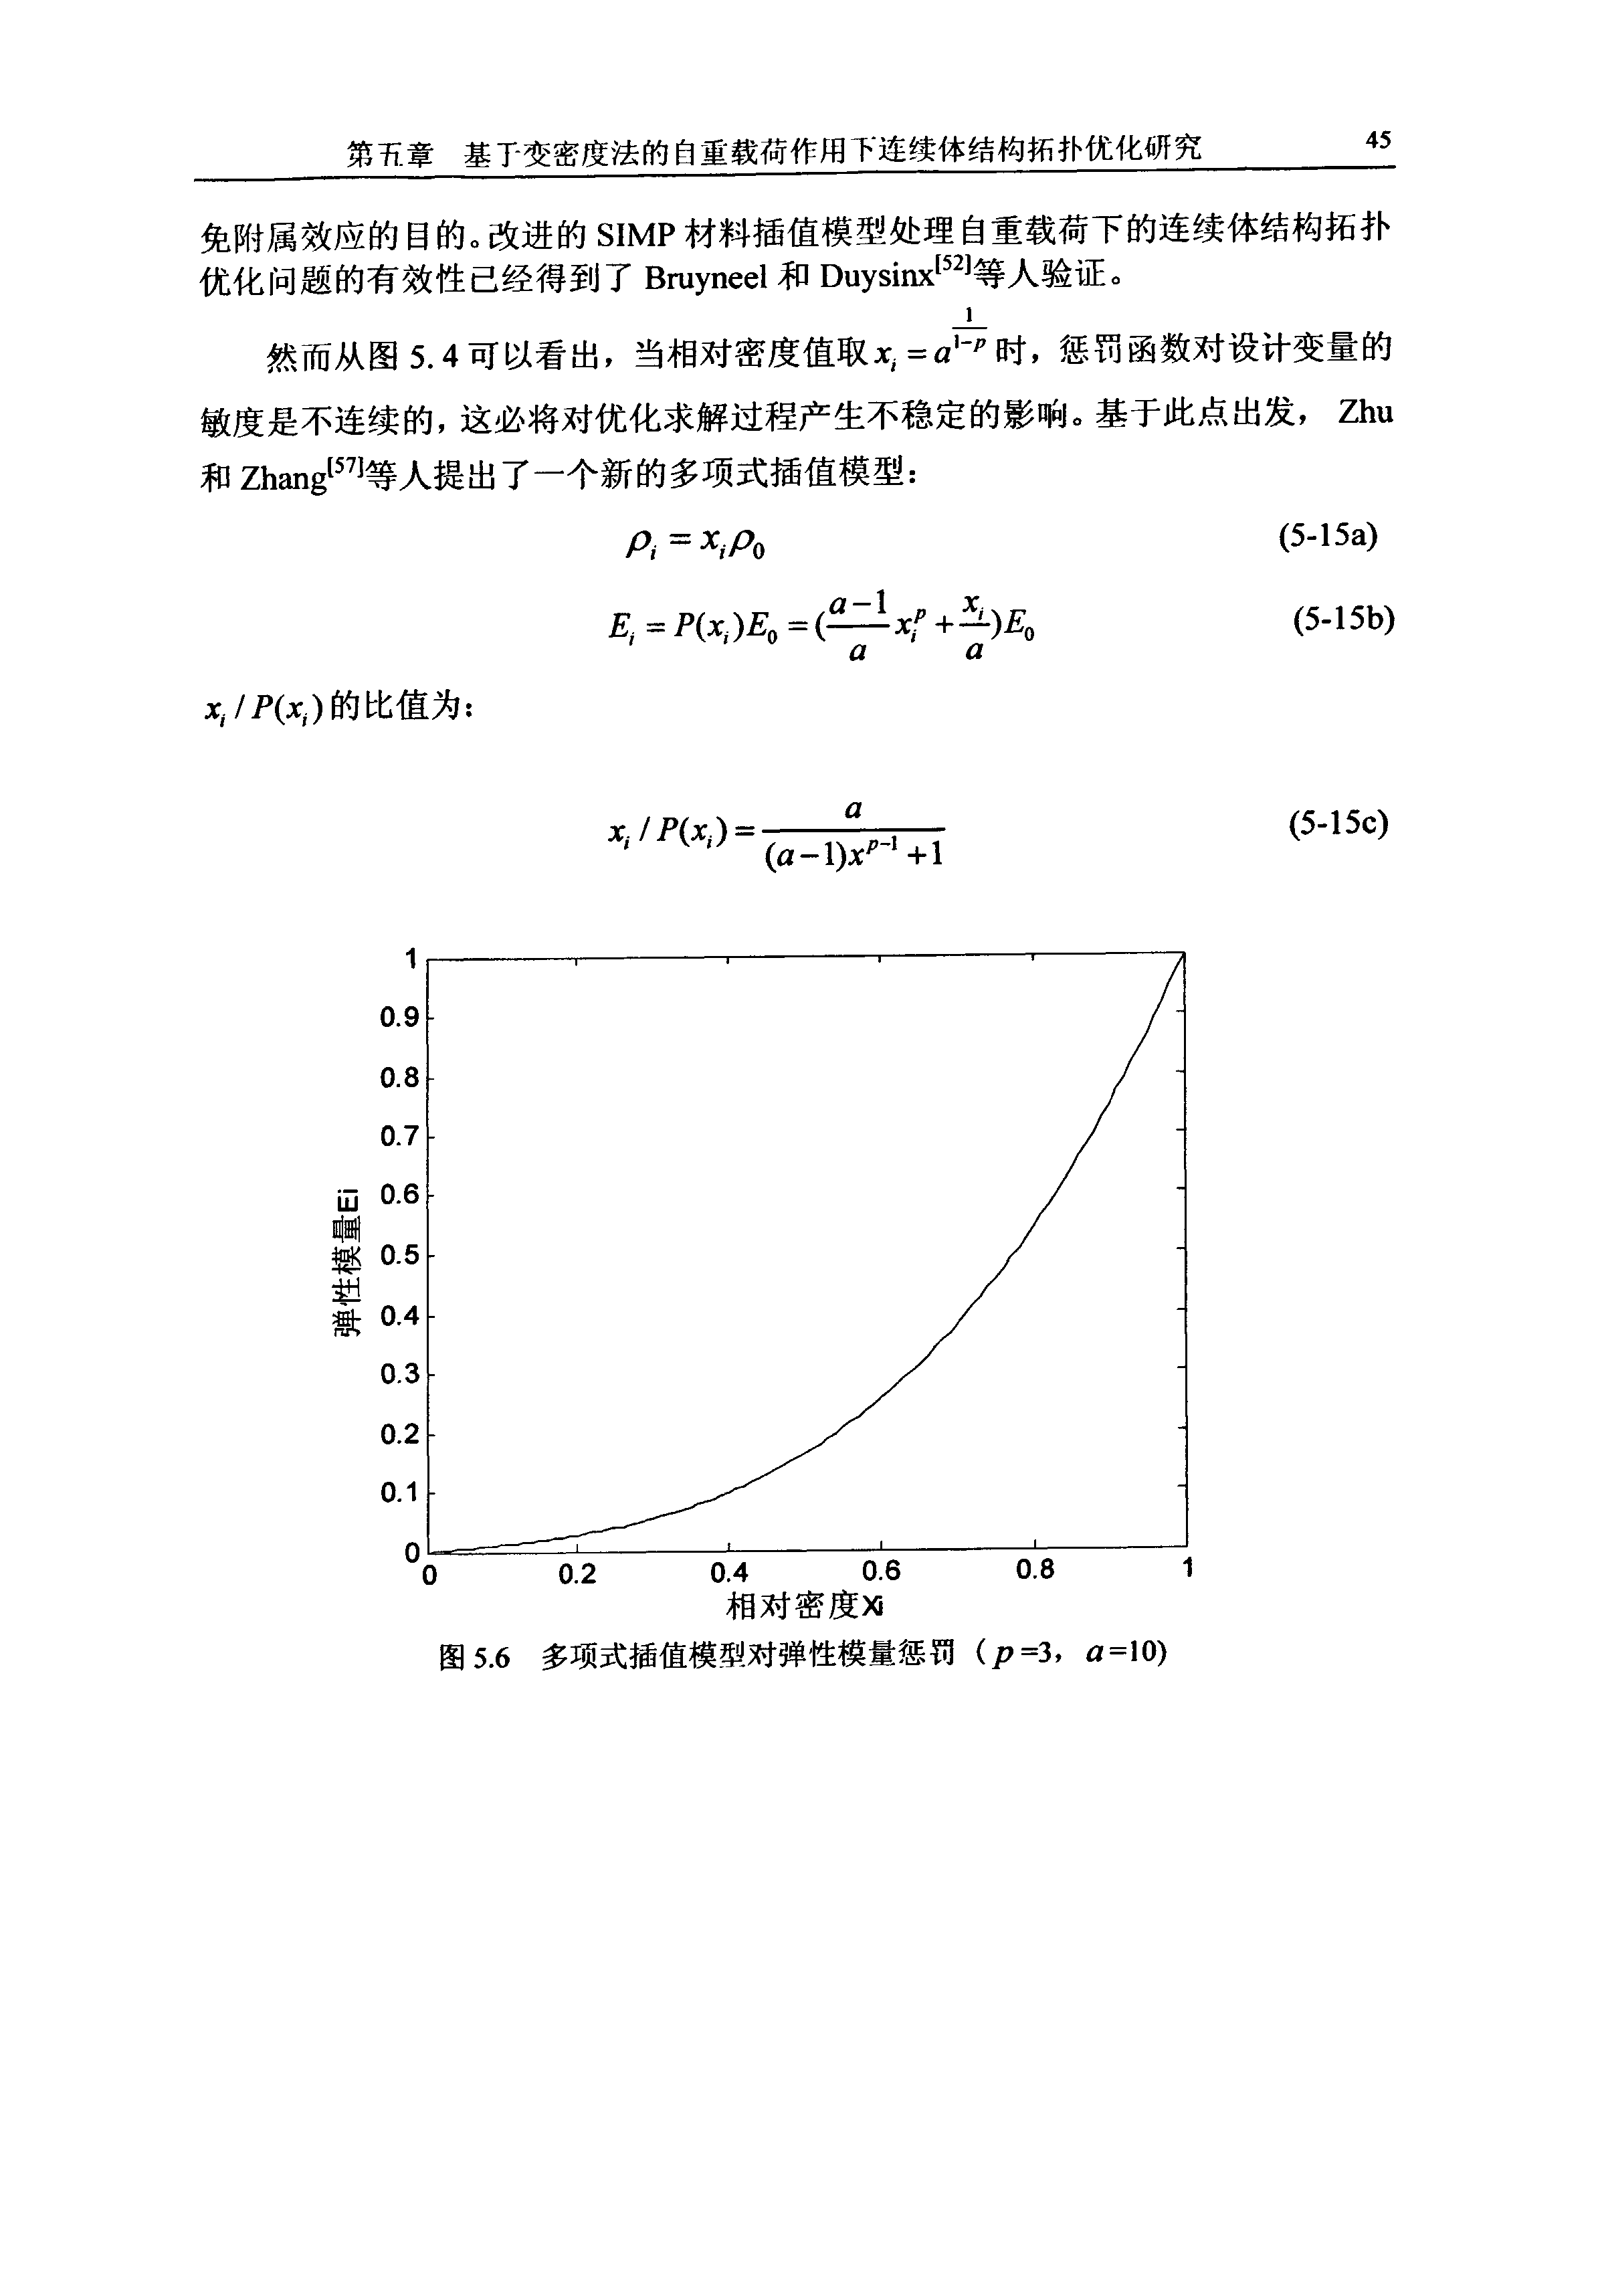 第五章 基于变密度法的自重载荷作用下连续体结构拓扑优化研究 45
免附属效应的目的。改进的 SIMP 材料插值模型处理自重载荷下的连续体结构拓扑
优化问题的有效性已经得到了 Bruyneel 和 Duysinx[52]等人验证。
然而从图 5.4 可以看出，当相对密度值取 x_i = a^{1/(1-p)} 时，惩罚函数对设计变量的
敏度是不连续的，这必将对优化求解过程产生不稳定的影响。基于此点出发， Zhu
和 Zhang[57]等人提出了一个新的多项式插值模型：
ρ_i = x_i ρ_0 (5-15a)
E_i = P(x_i)E_0 = ((a-1)/a x_i^p + x_i/a)E_0 (5-15b)
x_i / P(x_i) 的比值为：
x_i / P(x_i) = a/((a-1)x^{p-1}+1) (5-15c)
1
0.9
0.8
0.7
0.6
0.5
0.4
0.3
0.2
0.1
0
弹性模量Ei
0 0.2 0.4 0.6 0.8 1
相对密度Xi
图 5.6 多项式插值模型对弹性模量惩罚（p=3，a=10)